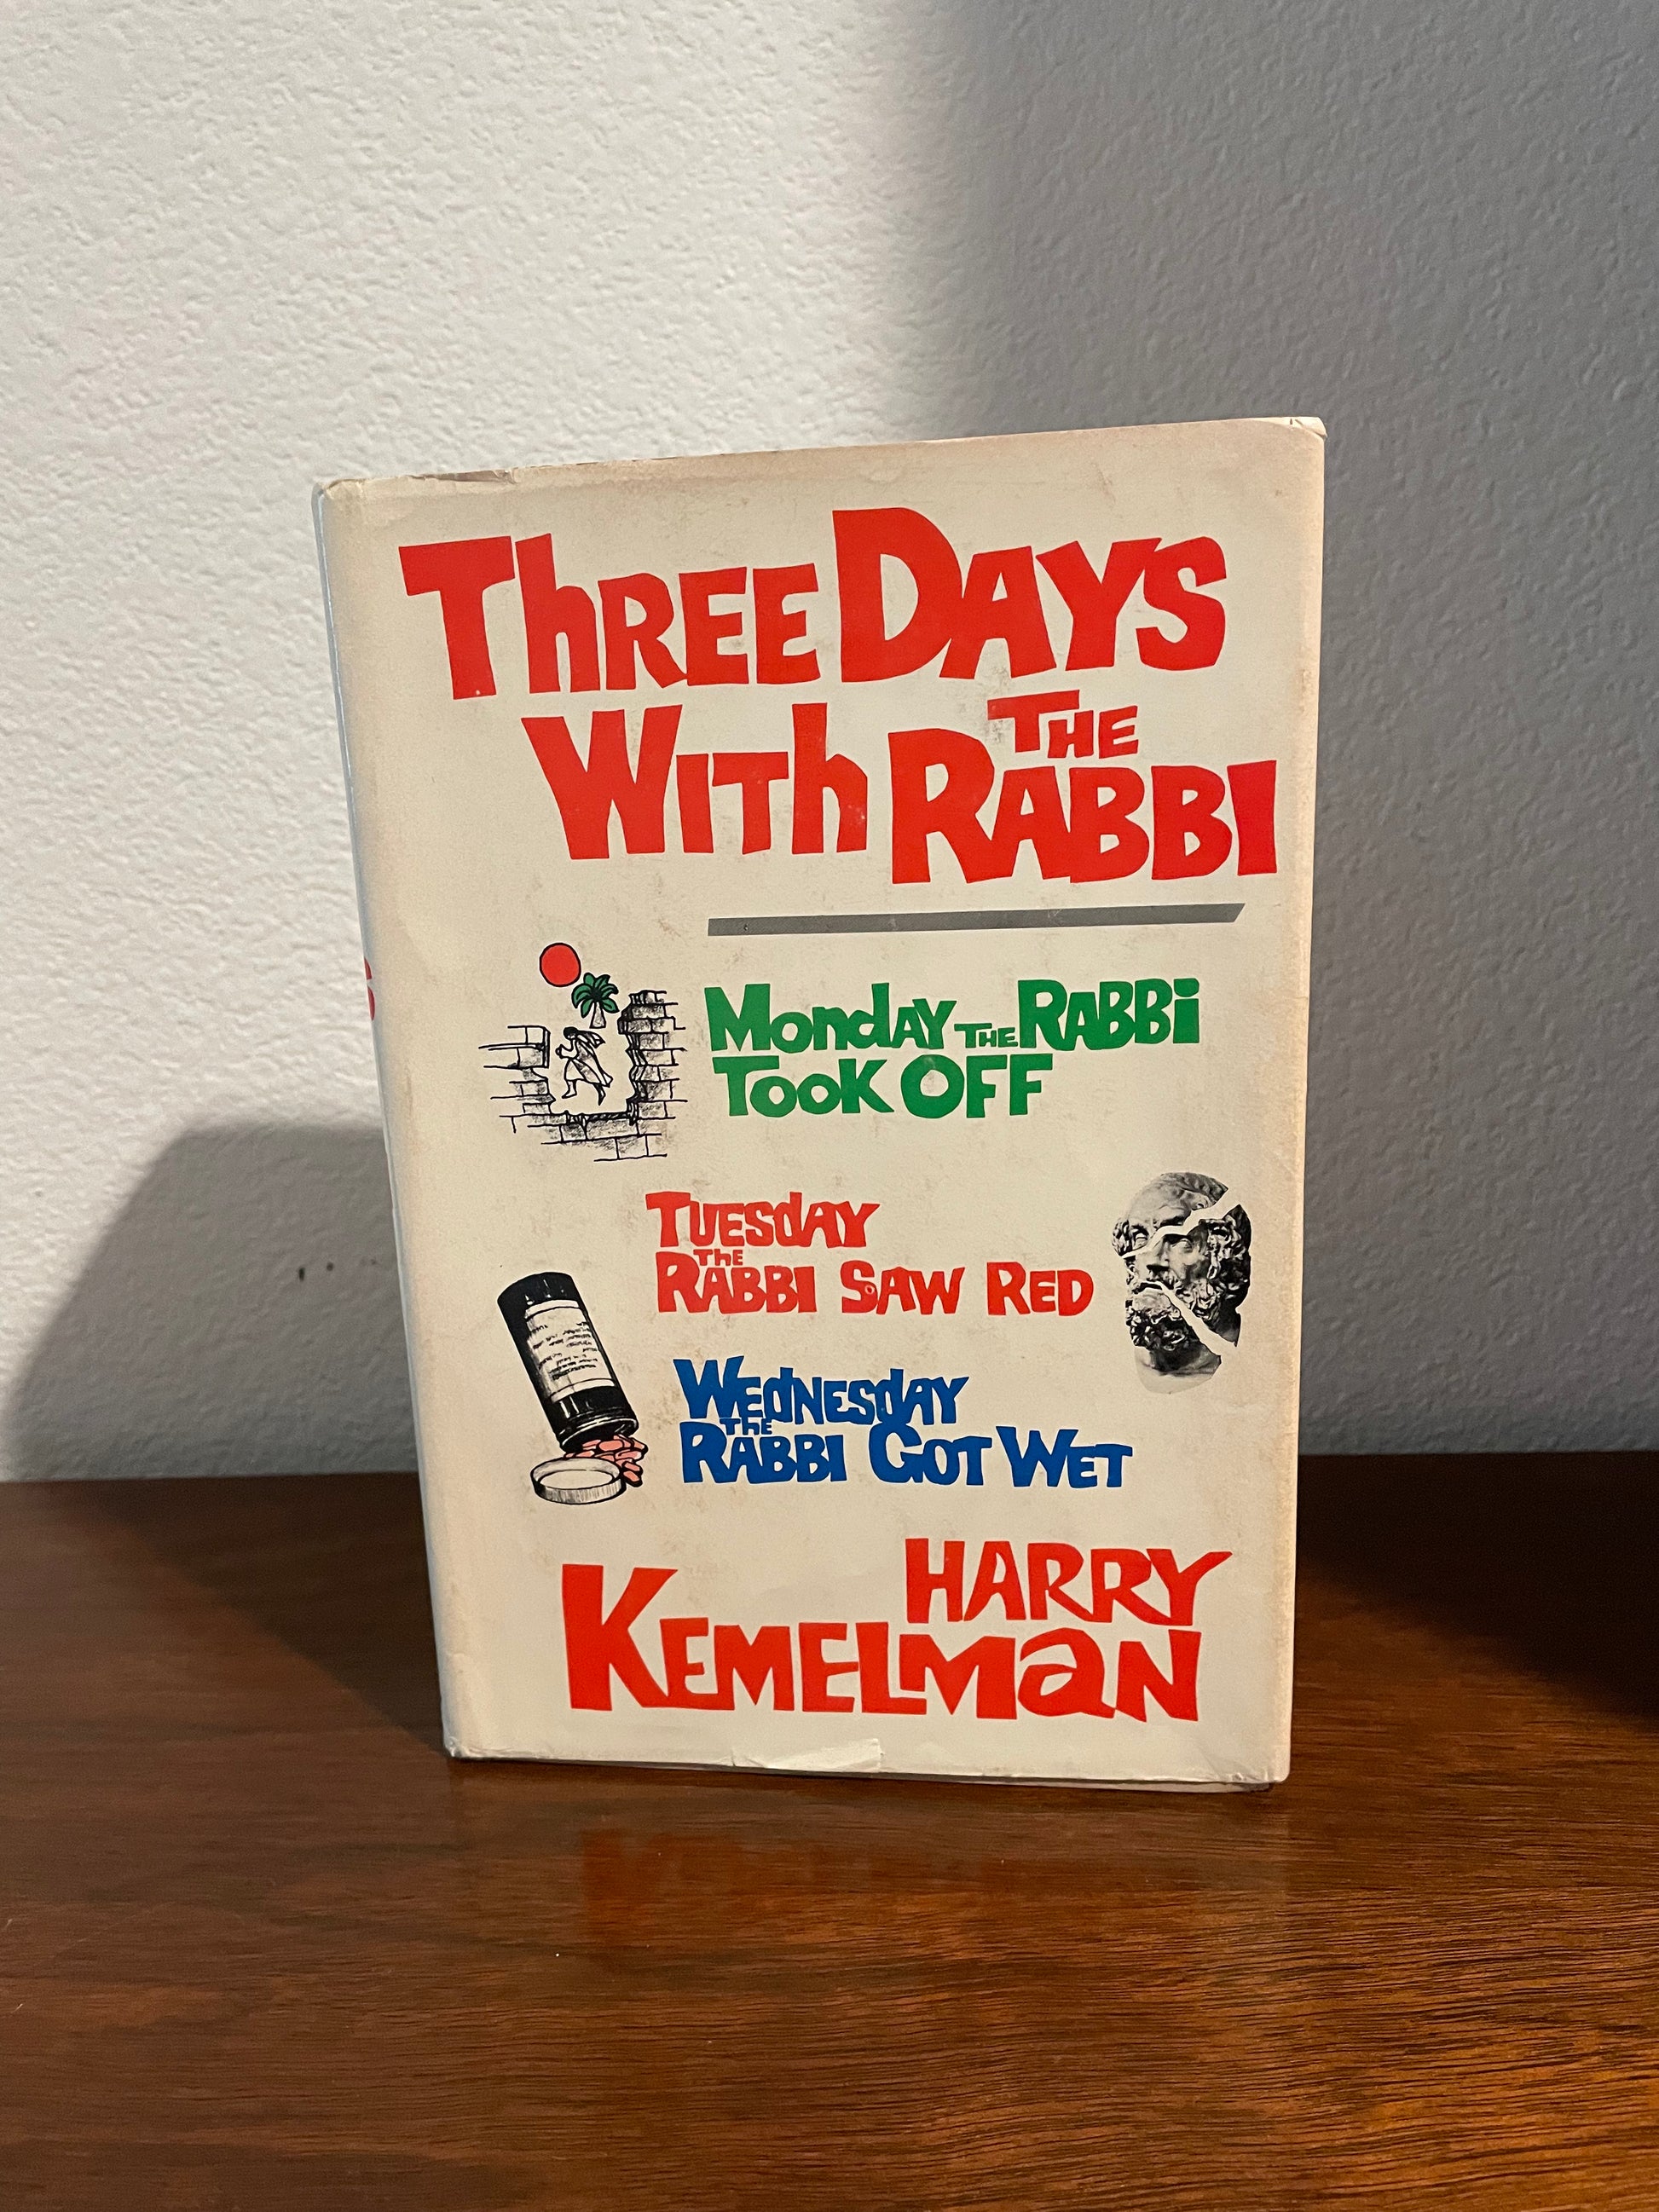 Three Days
With The Rabbi
Monday The Rabbi
Took Off
Tuesday
The
Rabbi Saw Red
Wednesday
The
Rabbi Got Wet
Harry
Kemelman